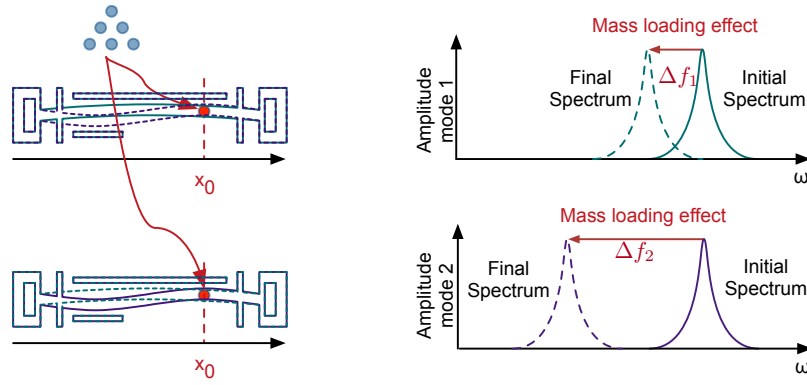 Mass loading effect
Final
Spectrum
Δf1
Initial
Spectrum
Amplitude
mode 1
ω
x0
Mass loading effect
Δf2
Final
Spectrum
Initial
Spectrum
Amplitude
mode 2
ω
x0